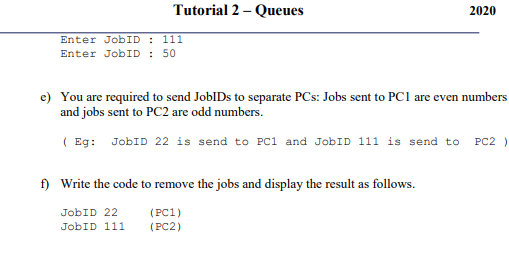 Tutorial 2 – Queues 2020
Enter JobID : 111
Enter JobID : 50
e) You are required to send JobIDs to separate PCs: Jobs sent to PC1 are even numbers
and jobs sent to PC2 are odd numbers.
( Eg: JobID 22 is send to PC1 and JobID 111 is send to PC2 )
f) Write the code to remove the jobs and display the result as follows.
JobID 22 (PC1)
JobID 111 (PC2)